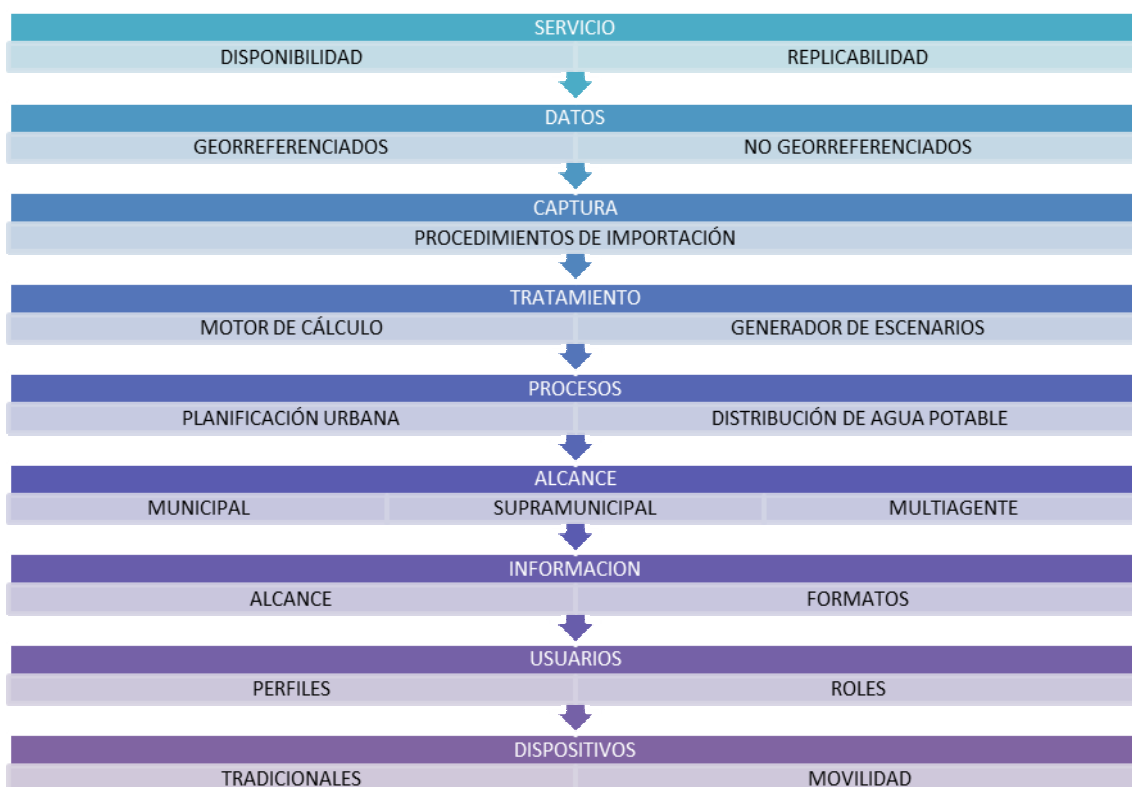 SERVICIO
DISPONIBILIDAD REPLICABILIDAD
DATOS
GEORREFERENCIADOS NO GEORREFERENCIADOS
CAPTURA
PROCEDIMIENTOS DE IMPORTACIÓN
TRATAMIENTO
MOTOR DE CÁLCULO GENERADOR DE ESCENARIOS
PROCESOS
PLANIFICACIÓN URBANA DISTRIBUCIÓN DE AGUA POTABLE
ALCANCE
MUNICIPAL SUPRAMUNICIPAL MULTIAGENTE
INFORMACION
ALCANCE FORMATOS
USUARIOS
PERFILES ROLES
DISPOSITIVOS
TRADICIONALES MOVILIDAD